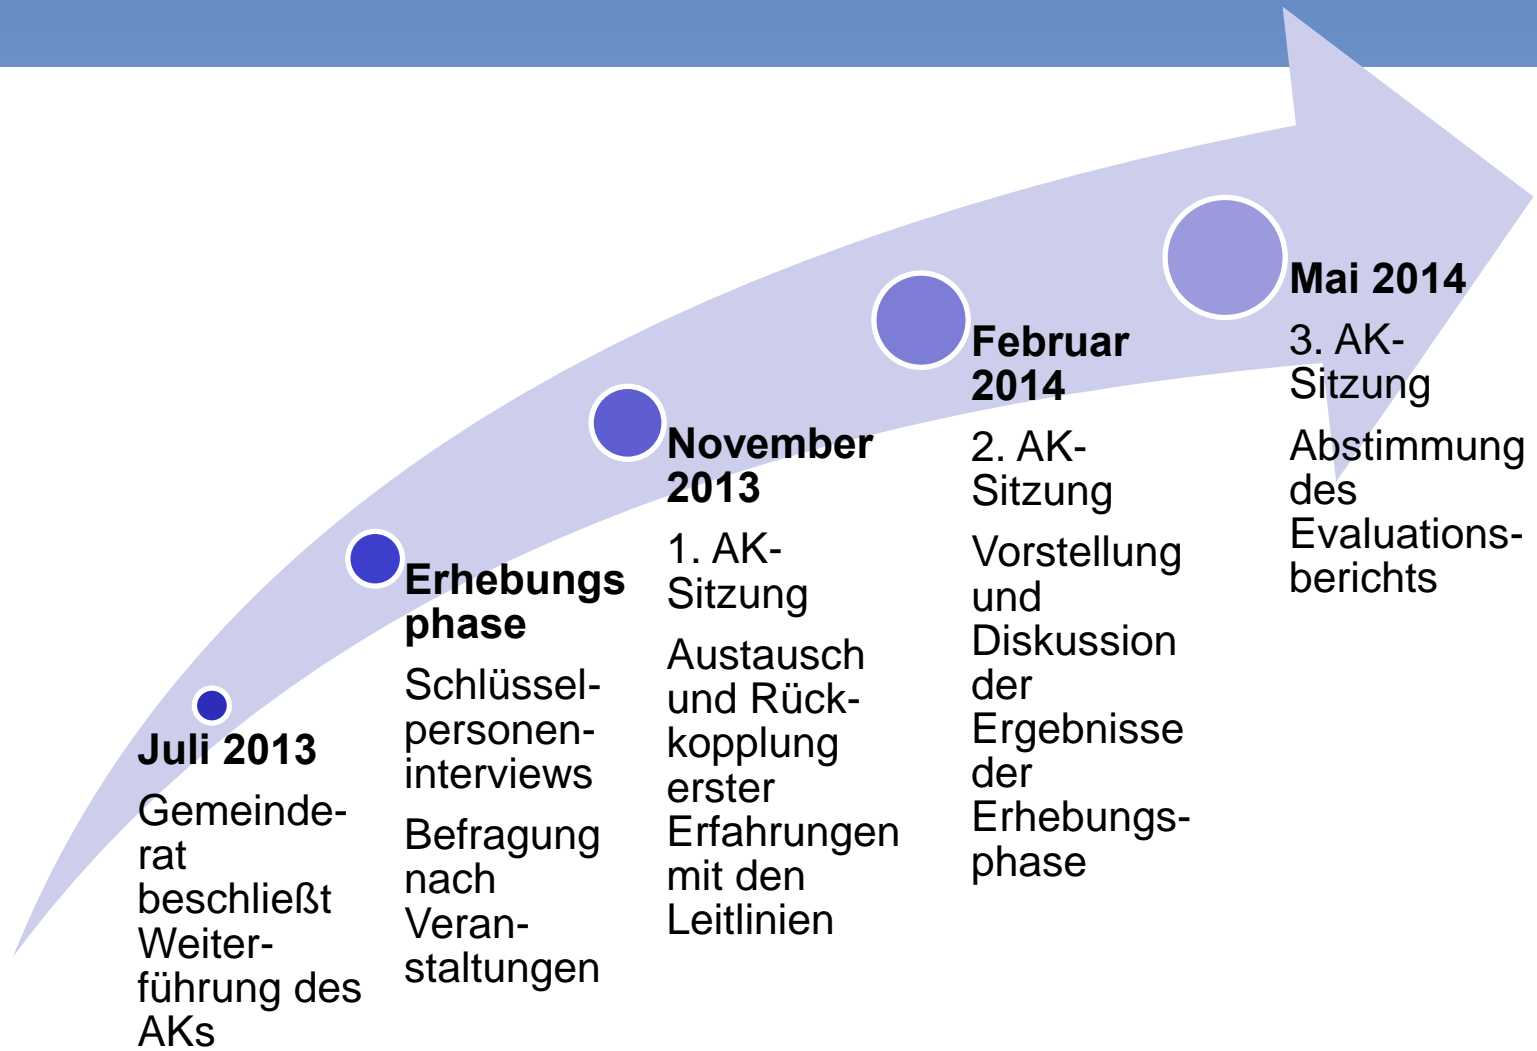 Juli 2013
Gemeinde-
rat
beschließt
Weiter-
führung des
AKs
Erhebungs
phase
Schlüssel-
personen-
interviews
Befragung
nach
Veran-
staltungen
November
2013
1. AK-
Sitzung
Austausch
und Rück-
kopplung
erster
Erfahrungen
mit den
Leitlinien
Februar
2014
2. AK-
Sitzung
Vorstellung
und
Diskussion
der
Ergebnisse
der
Erhebungs-
phase
Mai 2014
3. AK-
Sitzung
Abstimmung
des
Evaluations-
berichts